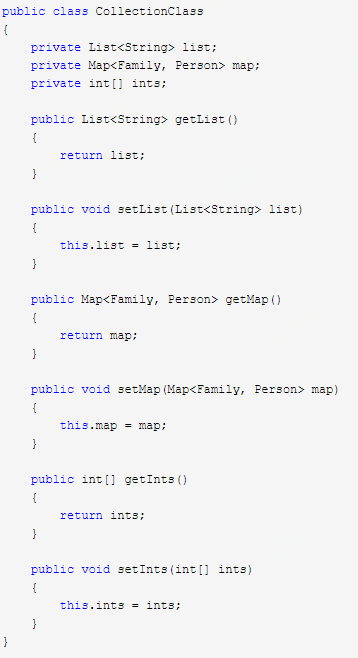 public class CollectionClass
{
    private List<String> list;
    private Map<Family, Person> map;
    private int[] ints;

    public List<String> getList()
    {
        return list;
    }

    public void setList(List<String> list)
    {
        this.list = list;
    }

    public Map<Family, Person> getMap()
    {
        return map;
    }

    public void setMap(Map<Family, Person> map)
    {
        this.map = map;
    }

    public int[] getInts()
    {
        return ints;
    }

    public void setInts(int[] ints)
    {
        this.ints = ints;
    }
}